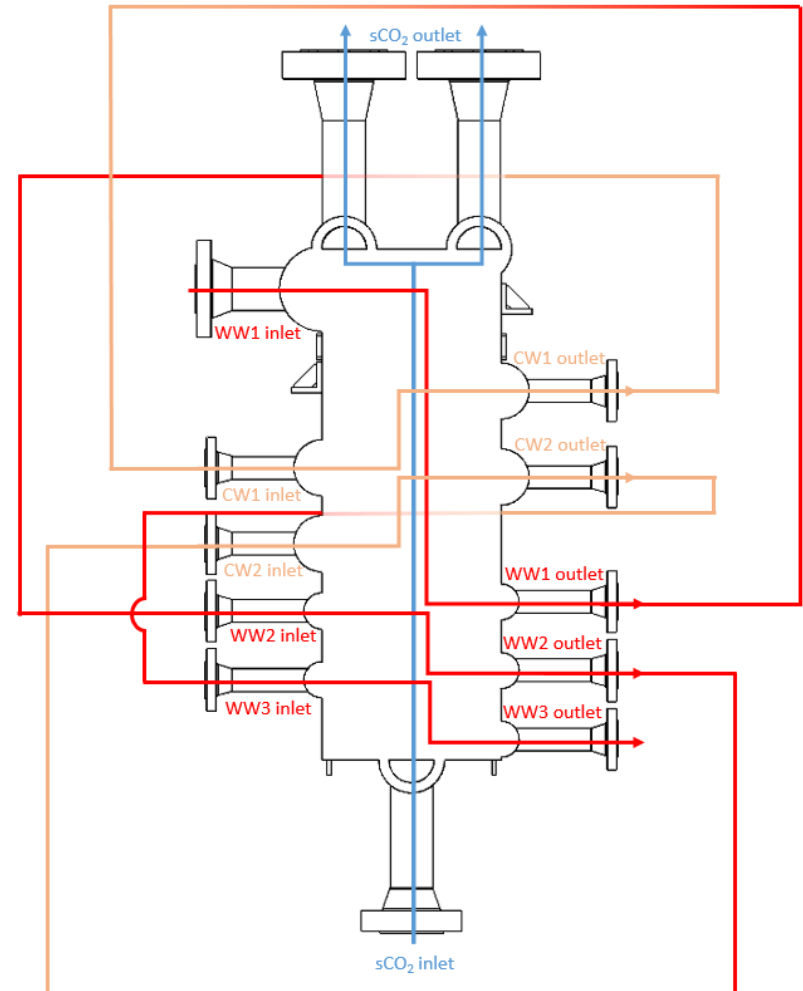 sCO₂ outlet
WW1 inlet
CW1 outlet
CW2 outlet
CW1 inlet
CW2 inlet
WW1 outlet
WW2 inlet
WW2 outlet
WW3 inlet
WW3 outlet
sCO₂ inlet